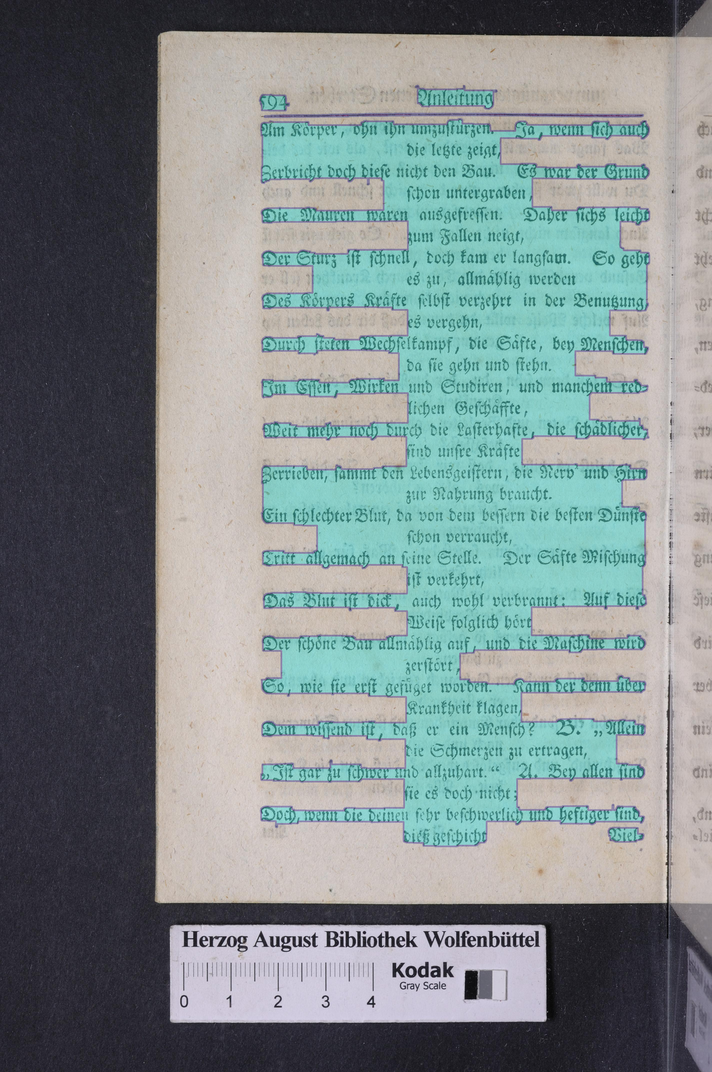 594 Anleitung
Am Körper, ohn ihn umzustürzen. Ja, wenn sich auch
die letzte zeigt,
Zerbricht doch diese nicht den Bau. Es war der Grund
schon untergraben,
Die Mauren waren ausgefressen. Daher sichs leicht
zum Fallen neigt,
Der Sturz ist schnell, doch kam er langsam. So geht
es zu, allmählig werden
Des Körpers Kräfte selbst verzehrt in der Benutzung,
es vergehn,
Durch steten Wechselkampf, die Säfte, bey Menschen,
da sie gehn und stehn.
Im Essen, Wirken und Studiren, und manchem red-
lichen Geschäffte,
Weit mehr noch durch die Lasterhafte, die schädlicher,
sind unsre Kräfte
Zerrieben, sammt den Lebensgeistern, die Nerv' und Hirn
zur Nahrung braucht.
Ein schlechter Blut, da von dem bessern die besten Dünste
schon verraucht,
Tritt allgemach an seine Stelle. Der Säfte Mischung
ist verkehrt,
Das Blut ist dick, auch wohl verbrannt: Auf diese
Weise folglich hört
Der schöne Bau allmählig auf, und die Maschine wird
zerstört,
So, wie sie erst gefüget worden. Kann der denn über
Krankheit klagen,
Dem wissend ist, daß er ein Mensch? B. „Allein
die Schmerzen zu ertragen,
„Ist gar zu schwer und allzuhart.“ A. Bey allen sind
sie es doch nicht;
Doch, wenn die deinen sehr beschwerlich und heftiger sind,
dieß geschicht
Viel-
Herzog August Bibliothek Wolfenbüttel
Kodak
Gray Scale
0 1 2 3 4